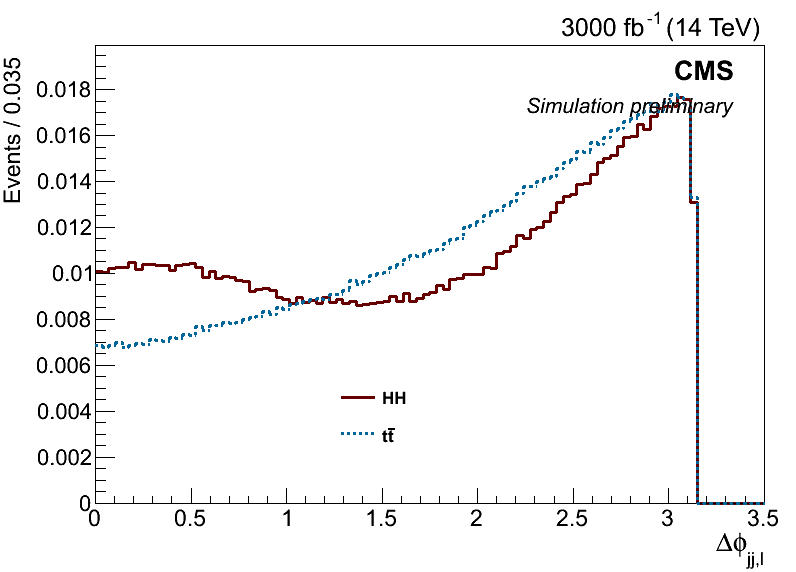 3000 fb⁻¹ (14 TeV)
CMS
Simulation preliminary
Events / 0.035
0.018
0.016
0.014
0.012
0.01
0.008
0.006
0.004
0.002
0
HH
tt̄
0 0.5 1 1.5 2 2.5 3 3.5
Δϕjj,l